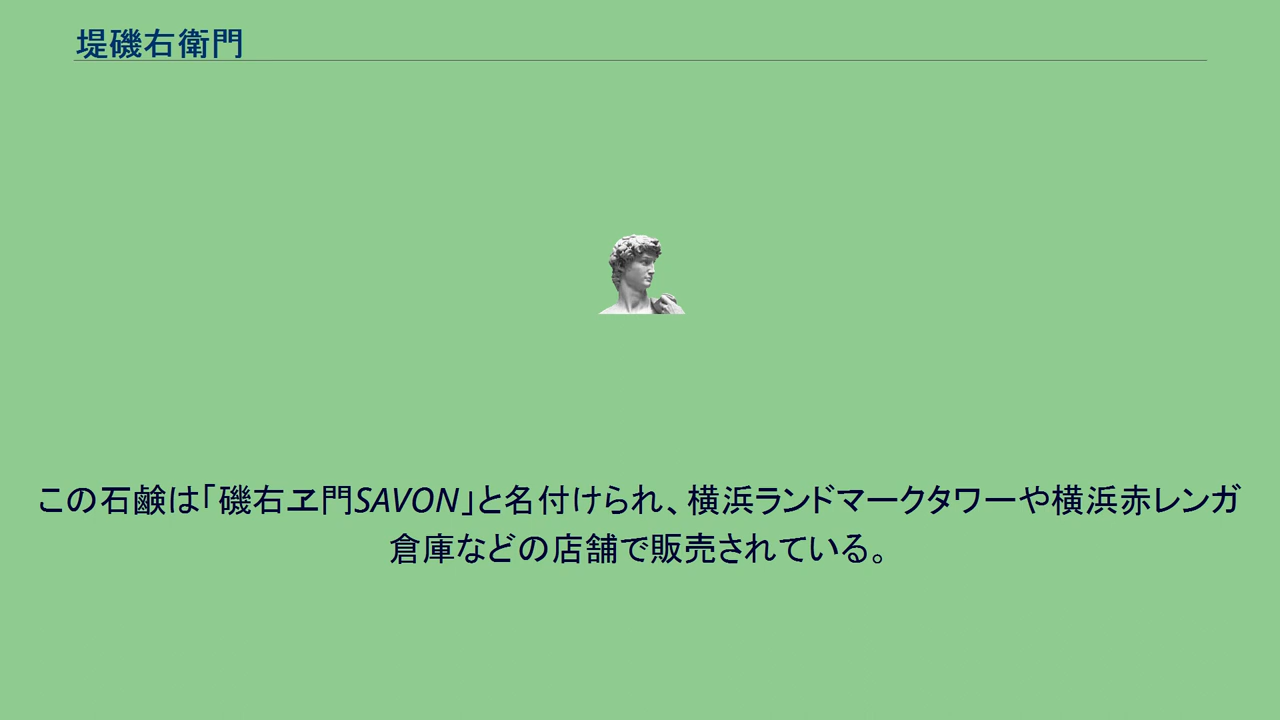 堤磯右衛門
この石鹸は「磯右ヱ門SAVON」と名付けられ、横浜ランドマークタワーや横浜赤レンガ
倉庫などの店舗で販売されている。